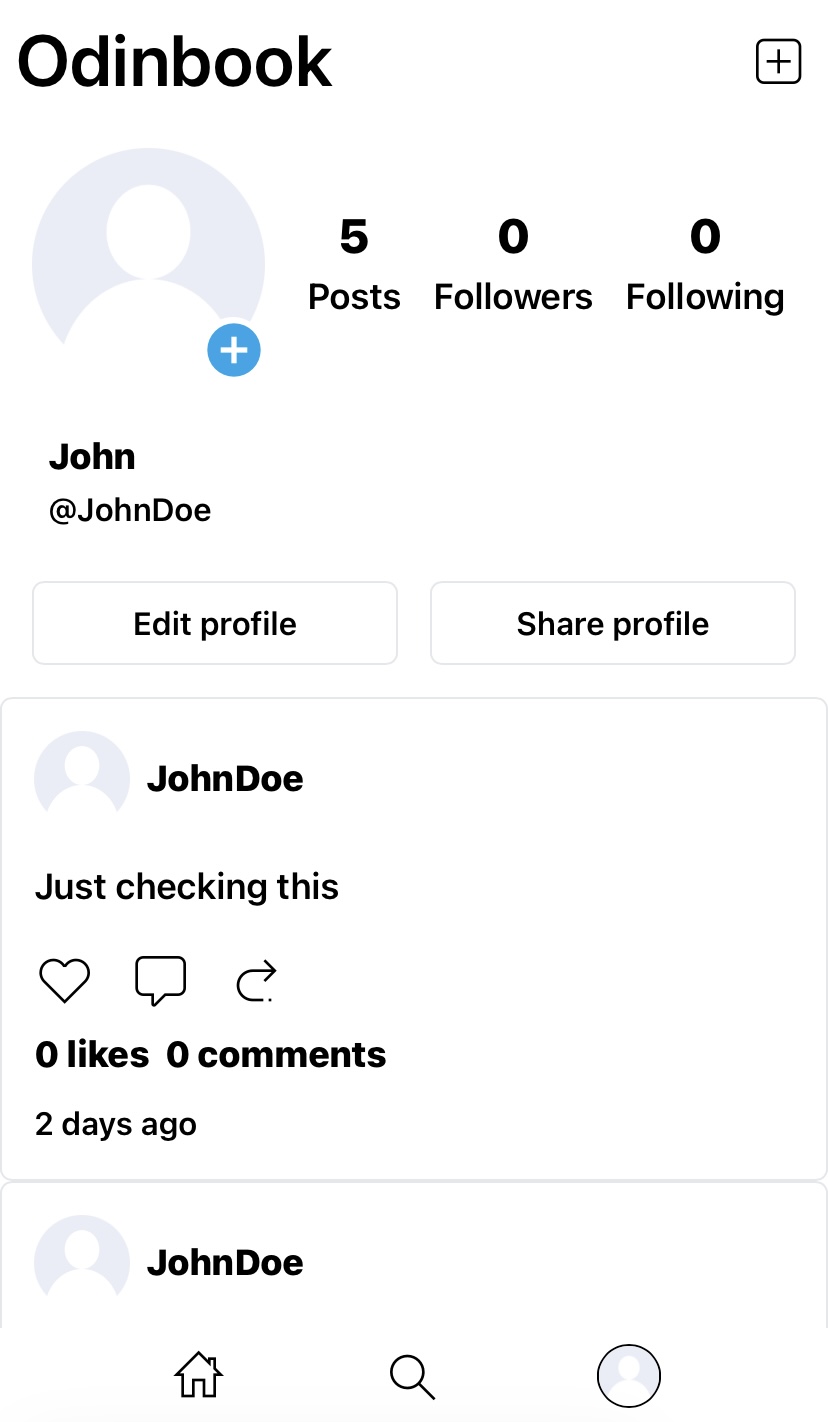 Odinbook
5 0 0
Posts Followers Following
John
@JohnDoe
Edit profile Share profile
JohnDoe
Just checking this
0 likes 0 comments
2 days ago
JohnDoe